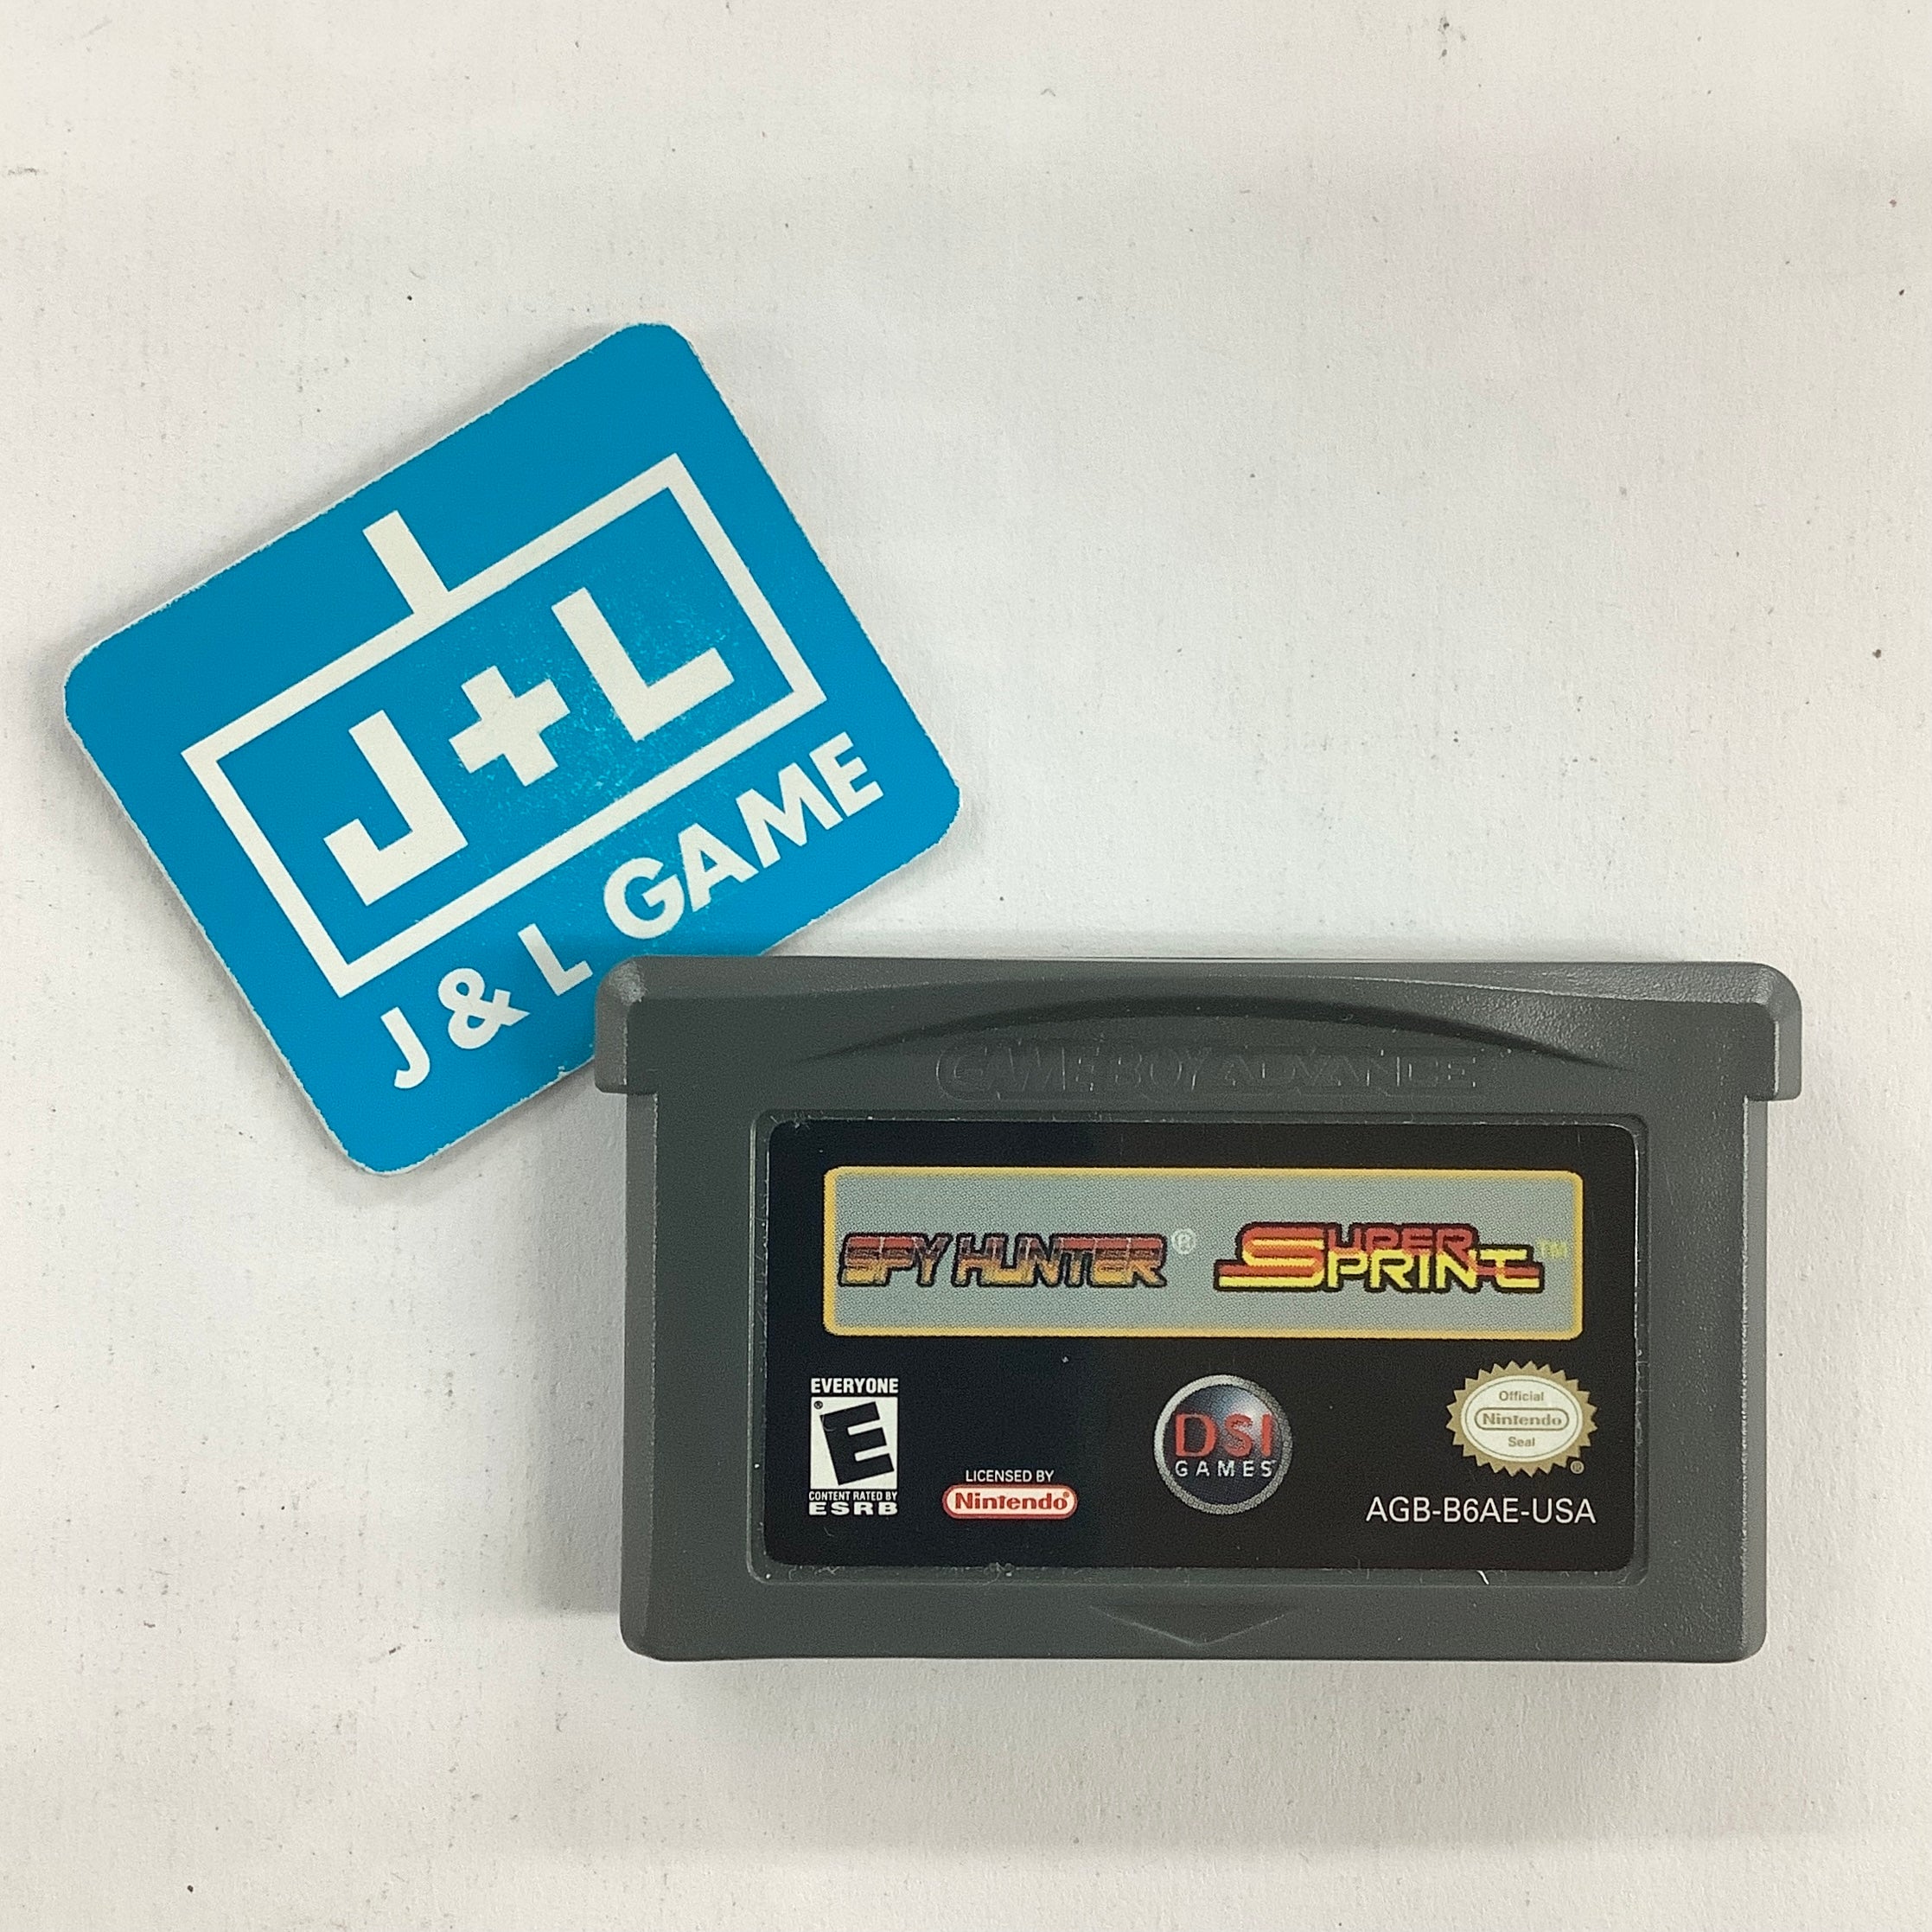 J+L
J & L GAME
GAME BOY ADVANCE
SPY HUNTER® SUPER SPRINT™
EVERYONE
E®
CONTENT RATED BY
ESRB
LICENSED BY
Nintendo®
DSI
GAMES
Official
Nintendo
Seal
®
AGB-B6AE-USA